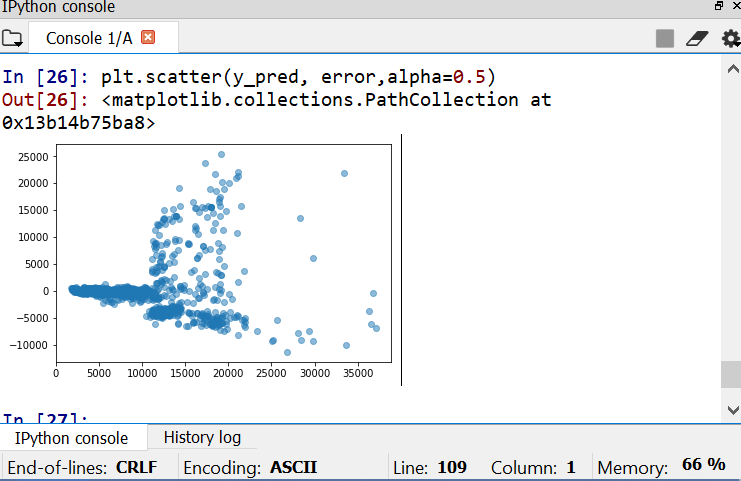 IPython console
Console 1/A
In [26]: plt.scatter(y_pred, error,alpha=0.5)
Out[26]: <matplotlib.collections.PathCollection at
0x13b14b75ba8>
25000
20000
15000
10000
5000
0
−5000
−10000
0 5000 10000 15000 20000 25000 30000 35000
In [27]:
IPython console History log
End-of-lines: CRLF Encoding: ASCII Line: 109 Column: 1 Memory: 66 %